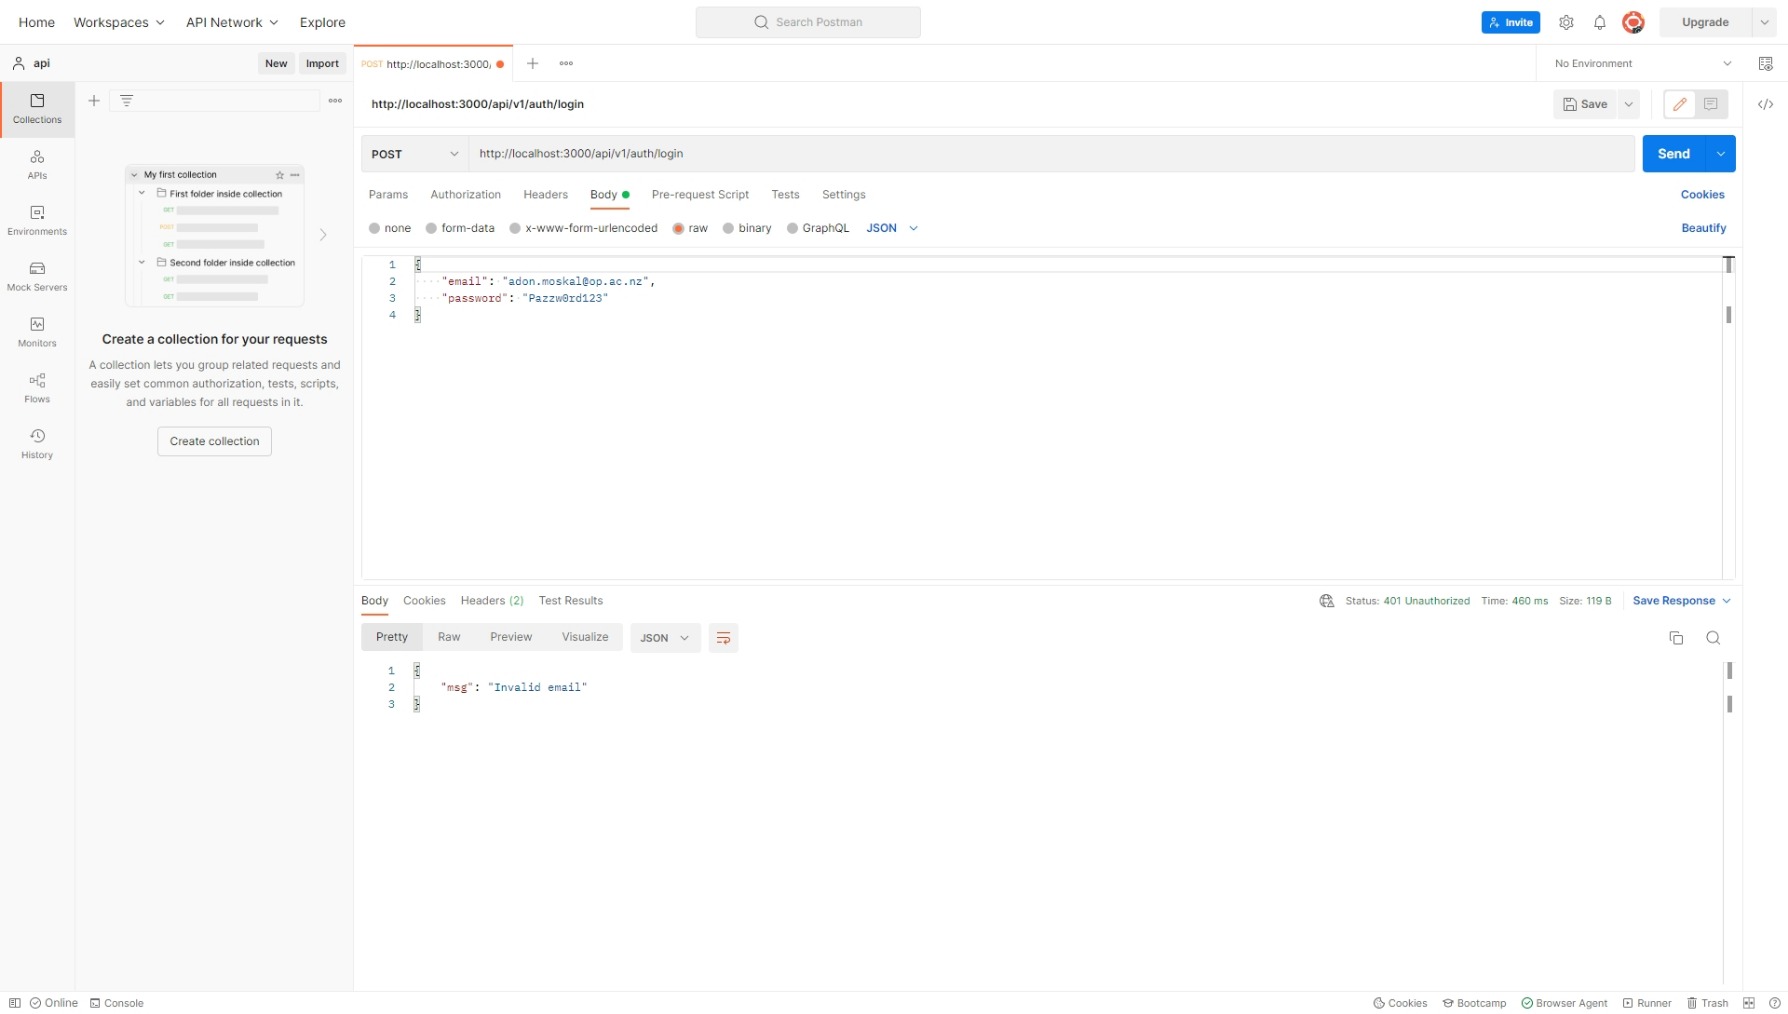 Home Workspaces API Network Explore Search Postman Invite Upgrade
api New Import POST http://localhost:3000/ No Environment
http://localhost:3000/api/v1/auth/login Save
Collections
APIs
Environments
Mock Servers
Monitors
Flows
History
My first collection
First folder inside collection
GET
POST
GET
Second folder inside collection
GET
GET
Create a collection for your requests
A collection lets you group related requests and
easily set common authorization, tests, scripts,
and variables for all requests in it.
Create collection
POST http://localhost:3000/api/v1/auth/login Send
Params Authorization Headers Body Pre-request Script Tests Settings Cookies
none form-data x-www-form-urlencoded raw binary GraphQL JSON Beautify
1 {
2 ····"email":·"adon.moskal@op.ac.nz",
3 ····"password":·"Pazzw0rd123"
4 }
Body Cookies Headers (2) Test Results Status: 401 Unauthorized Time: 460 ms Size: 119 B Save Response
Pretty Raw Preview Visualize JSON
1 {
2 "msg": "Invalid email"
3 }
Online Console Cookies Bootcamp Browser Agent Runner Trash